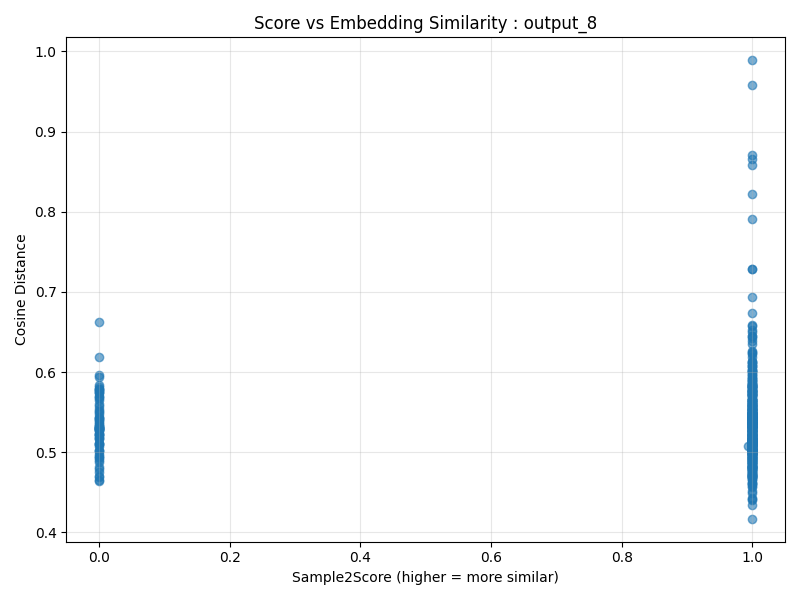 Score vs Embedding Similarity : output_8
1.0
0.9
0.8
0.7
0.6
0.5
0.4
Cosine Distance
0.0 0.2 0.4 0.6 0.8 1.0
Sample2Score (higher = more similar)